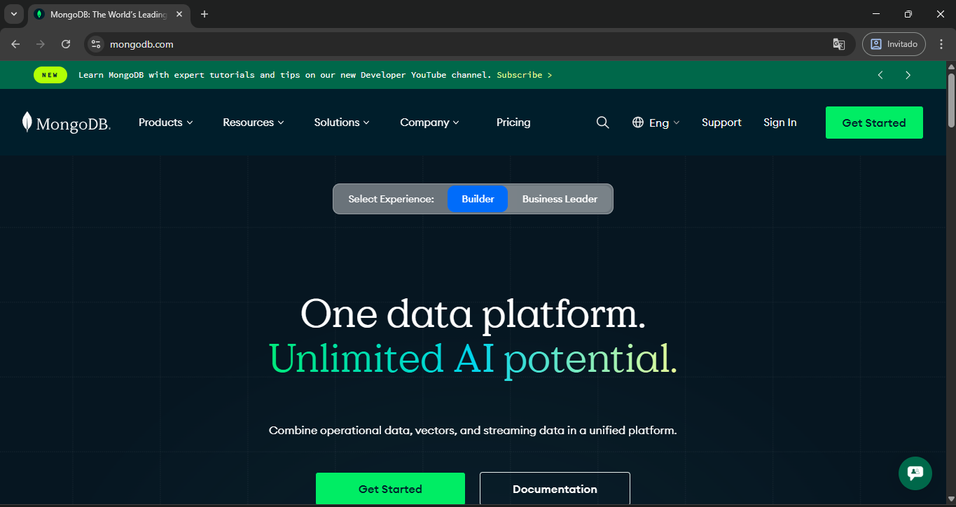 MongoDB: The World's Leading
mongodb.com
Invitado
NEW Learn MongoDB with expert tutorials and tips on our new Developer YouTube channel. Subscribe >
MongoDB.
Products
Resources
Solutions
Company
Pricing
Eng
Support
Sign In
Get Started
Select Experience: Builder Business Leader
One data platform.
Unlimited AI potential.
Combine operational data, vectors, and streaming data in a unified platform.
Get Started
Documentation